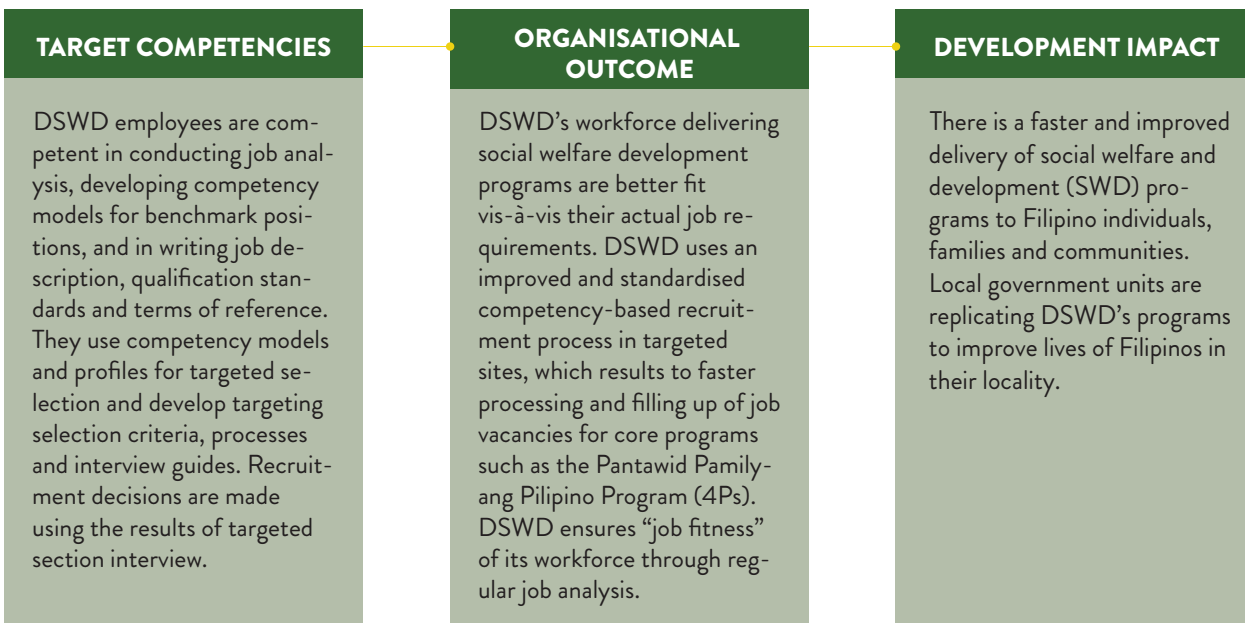 TARGET COMPETENCIES
DSWD employees are com-
petent in conducting job anal-
ysis, developing competency
models for benchmark posi-
tions, and in writing job de-
scription, qualification stan-
dards and terms of reference.
They use competency models
and profiles for targeted se-
lection and develop targeting
selection criteria, processes
and interview guides. Recruit-
ment decisions are made
using the results of targeted
section interview.
ORGANISATIONAL
OUTCOME
DSWD’s workforce delivering
social welfare development
programs are better fit
vis-à-vis their actual job re-
quirements. DSWD uses an
improved and standardised
competency-based recruit-
ment process in targeted
sites, which results to faster
processing and filling up of job
vacancies for core programs
such as the Pantawid Pamily-
ang Pilipino Program (4Ps).
DSWD ensures “job fitness”
of its workforce through reg-
ular job analysis.
DEVELOPMENT IMPACT
There is a faster and improved
delivery of social welfare and
development (SWD) pro-
grams to Filipino individuals,
families and communities.
Local government units are
replicating DSWD’s programs
to improve lives of Filipinos in
their locality.